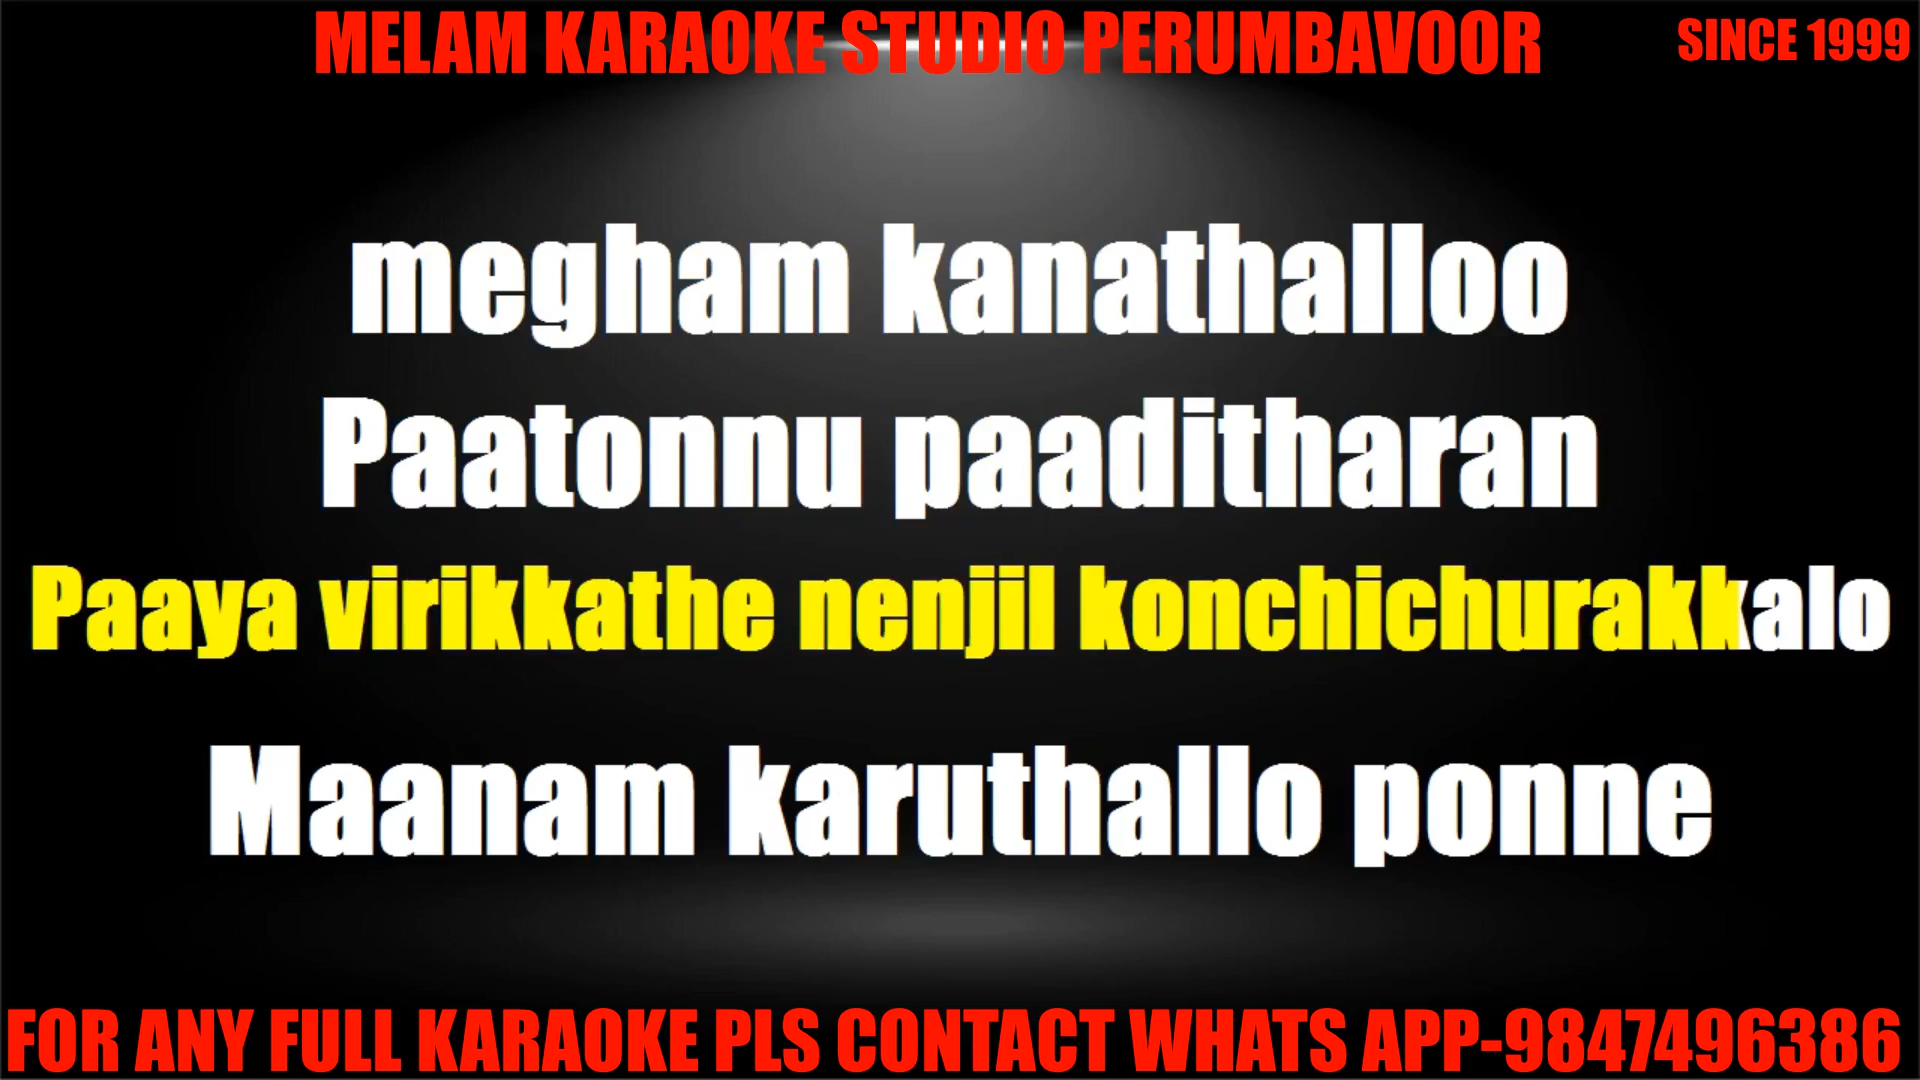 MELAM KARAOKE STUDIO PERUMBAVOOR
SINCE 1999
megham kanathalloo
Paatonnu paaditharan
Paaya virikkathe nenjil konchichurakkalo
Maanam karuthallo ponne
FOR ANY FULL KARAOKE PLS CONTACT WHATS APP-9847496386